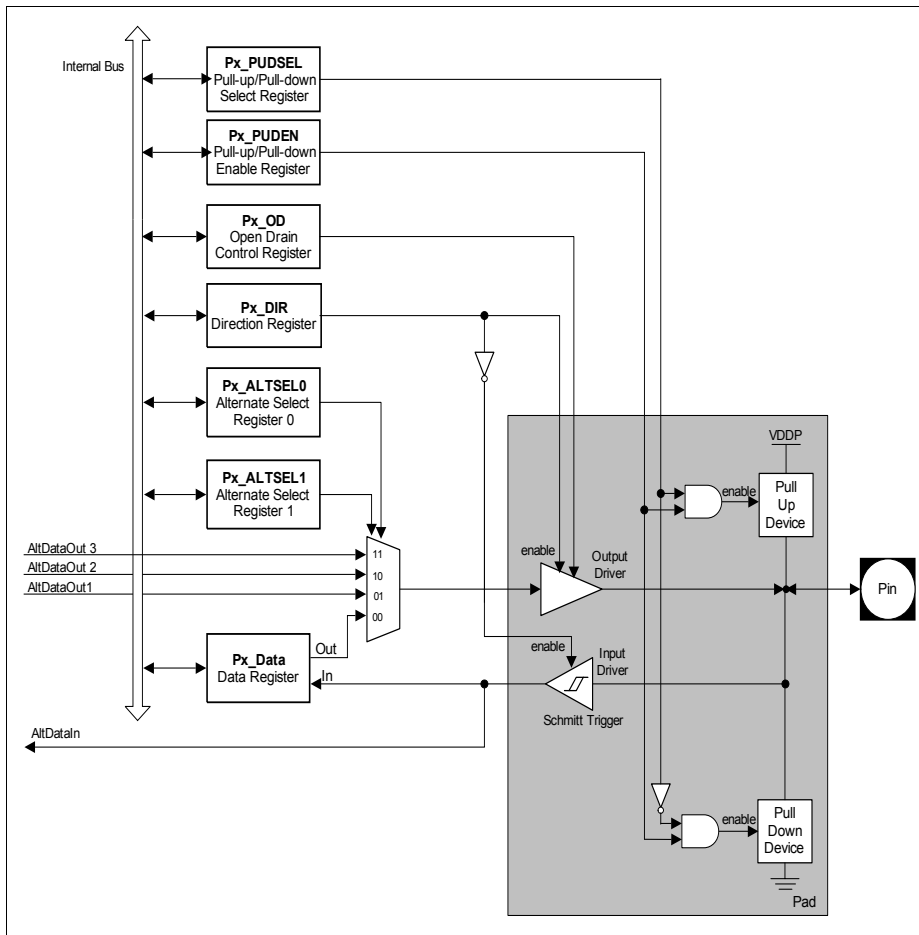 Internal Bus
Px_PUDSEL
Pull-up/Pull-down
Select Register
Px_PUDEN
Pull-up/Pull-down
Enable Register
Px_OD
Open Drain
Control Register
Px_DIR
Direction Register
Px_ALTSEL0
Alternate Select
Register 0
Px_ALTSEL1
Alternate Select
Register 1
AltDataOut 3
AltDataOut 2
AltDataOut1
11
10
01
00
Px_Data
Data Register
Out
In
AltDataIn
enable
Output
Driver
enable
Input
Driver
Schmitt Trigger
VDDP
enable
Pull
Up
Device
Pin
enable
Pull
Down
Device
Pad